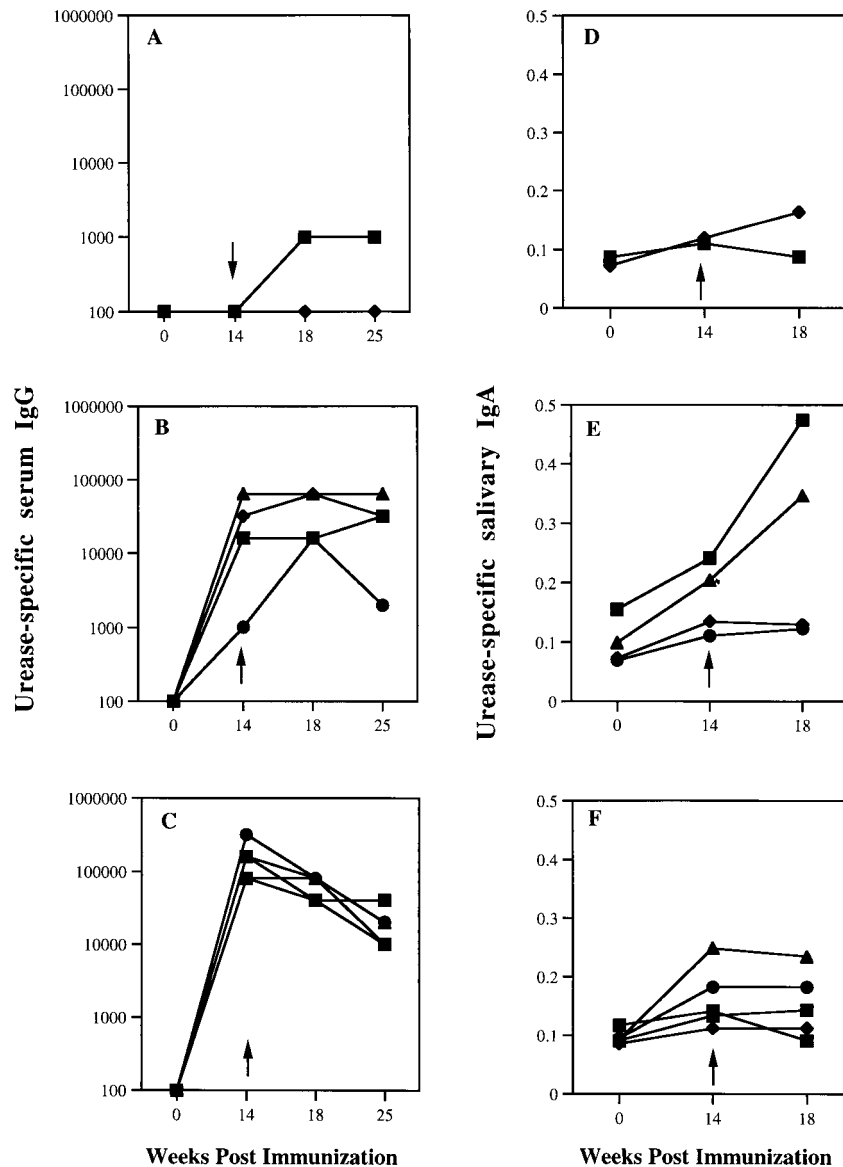 A
1000000
100000
10000
1000
100
0 14 18 25
D
0.5
0.4
0.3
0.2
0.1
0
0 14 18
Urease-specific serum IgG
B
1000000
100000
10000
1000
100
0 14 18 25
Urease-specific salivary IgA
E
0.5
0.4
0.3
0.2
0.1
0
0 14 18
C
1000000
100000
10000
1000
100
0 14 18 25
Weeks Post Immunization
F
0.5
0.4
0.3
0.2
0.1
0
0 14 18
Weeks Post Immunization